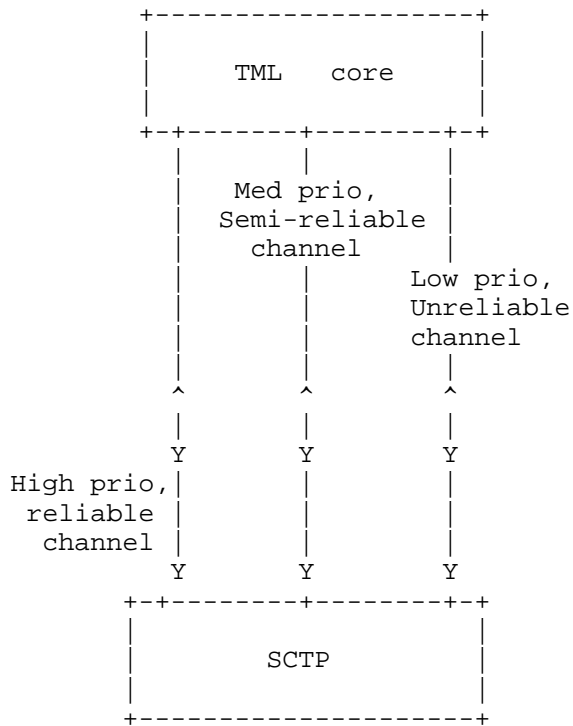 TML core
Med prio,
Semi-reliable
channel
Low prio,
Unreliable
channel
Y Y Y
High prio,
reliable
channel
Y Y Y
SCTP